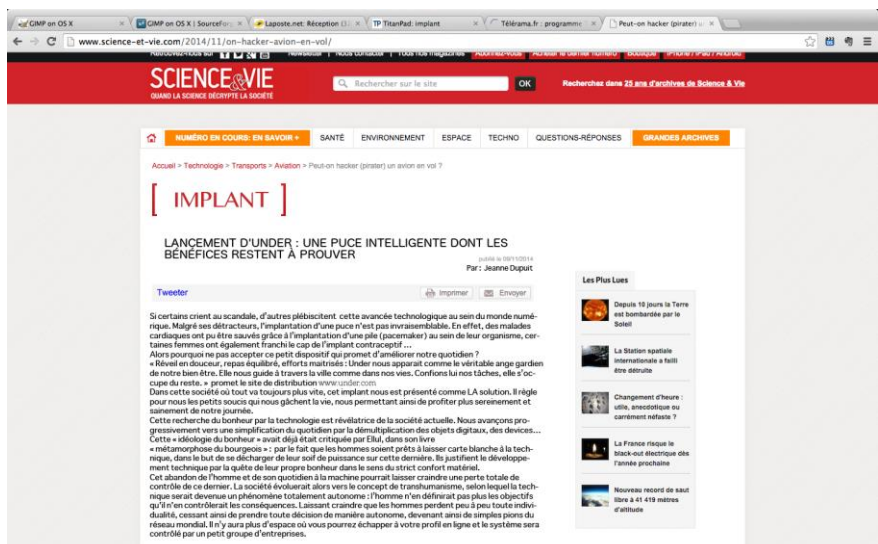 GIMP on OS X
GIMP on OS X | SourceFor
Laposte.net: Réception (3
TitanPad: implant
Télérama.fr : programme
Peut-on hacker (pirater) u
www.science-et-vie.com/2014/11/on-hacker-avion-en-vol/
Retrouvez-nous sur Newsletter | Nous contacter | Tous nos magazines Abonnez-vous Acheter le dernier numéro Boutique iPhone / iPad / Android
SCIENCE&VIE
QUAND LA SCIENCE DÉCRYPTE LA SOCIÉTÉ
Rechercher sur le site
OK
Recherchez dans 25 ans d'archives de Science & Vie
NUMÉRO EN COURS: EN SAVOIR + SANTÉ ENVIRONNEMENT ESPACE TECHNO QUESTIONS-RÉPONSES GRANDES ARCHIVES
Accueil > Technologie > Transports > Aviation > Peut-on hacker (pirater) un avion en vol ?
[ IMPLANT ]
LANCEMENT D'UNDER : UNE PUCE INTELLIGENTE DONT LES
BÉNÉFICES RESTENT À PROUVER
publié le 09/11/2014
Par : Jeanne Dupuit
Tweeter
Imprimer
Envoyer
Si certains crient au scandale, d'autres plébiscitent cette avancée technologique au sein du monde numé-
rique. Malgré ses détracteurs, l'implantation d'une puce n'est pas invraisemblable. En effet, des malades
cardiaques ont pu être sauvés grâce à l'implantation d'une pile (pacemaker) au sein de leur organisme, cer-
taines femmes ont également franchi le cap de l'implant contraceptif ...
Alors pourquoi ne pas accepter ce petit dispositif qui promet d'améliorer notre quotidien ?
« Réveil en douceur, repas équilibré, efforts maitrisés : Under nous apparait comme le véritable ange gardien
de notre bien être. Elle nous guide à travers la ville comme dans nos vies. Confions lui nos tâches, elle s'oc-
cupe du reste. » promet le site de distribution www.under.com
Dans cette société où tout va toujours plus vite, cet implant nous est présenté comme LA solution. Il règle
pour nous les petits soucis qui nous gâchent la vie, nous permettant ainsi de profiter plus sereinement et
sainement de notre journée.
Cette recherche du bonheur par la technologie est révélatrice de la société actuelle. Nous avançons pro-
gressivement vers une simplification du quotidien par la démultiplication des objets digitaux, des devices...
Cette « idéologie du bonheur » avait déjà était critiquée par Ellul, dans son livre
« métamorphose du bourgeois » : par le fait que les hommes soient prêts à laisser carte blanche à la tech-
nique, dans le but de se décharger de leur soif de puissance sur cette dernière. Ils justifient le développe-
ment technique par la quête de leur propre bonheur dans le sens du strict confort matériel.
Cet abandon de l'homme et de son quotidien à la machine pourrait laisser craindre une perte totale de
contrôle de ce dernier. La société évoluerait alors vers le concept de transhumanisme, selon lequel la tech-
nique serait devenue un phénomène totalement autonome : l'homme n'en définirait pas plus les objectifs
qu'il n'en contrôlerait les conséquences. Laissant craindre que les hommes perdent peu à peu toute indivi-
dualité, cessant ainsi de prendre toute décision de manière autonome, devenant ainsi de simples pions du
réseau mondial. Il n'y aura plus d'espace où vous pourrez échapper à votre profil en ligne et le système sera
contrôlé par un petit groupe d'entreprises.
Les Plus Lues
Depuis 10 jours la Terre
est bombardée par le
Soleil
La Station spatiale
internationale a failli
être détruite
Changement d'heure :
utile, anecdotique ou
carrément néfaste ?
La France risque le
black-out électrique dès
l'année prochaine
Nouveau record de saut
libre à 41 419 mètres
d'altitude